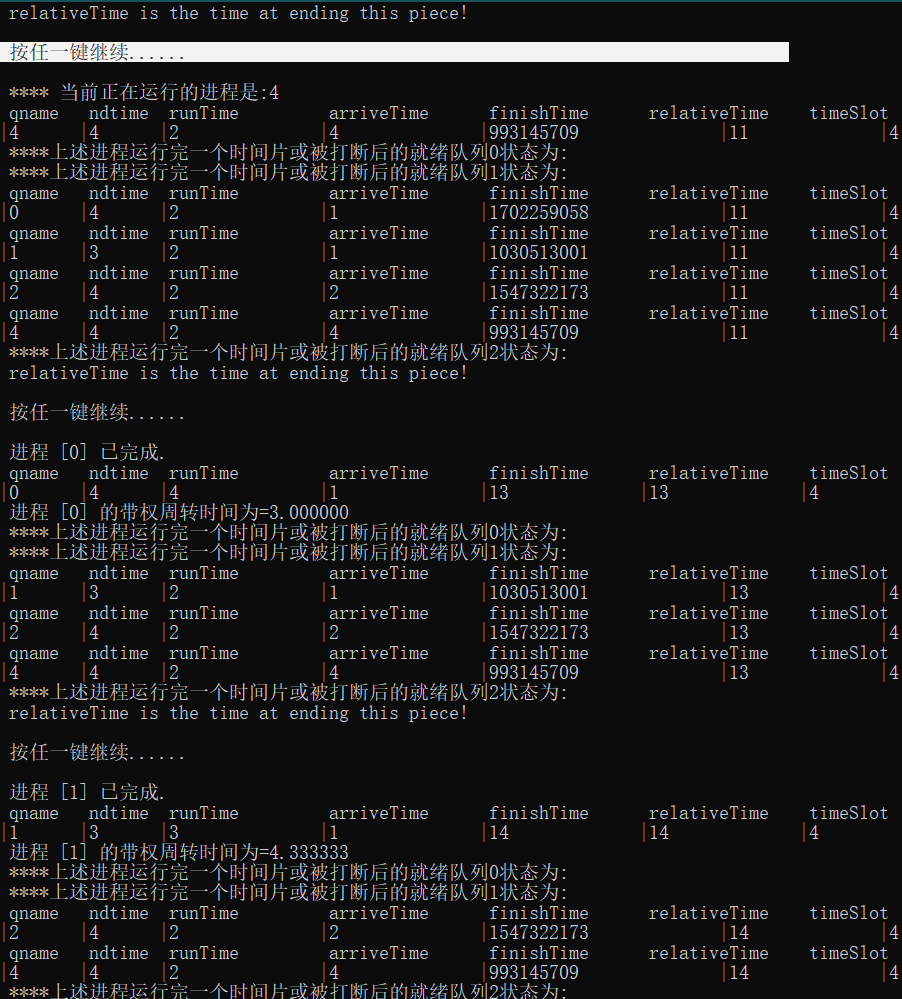 relativeTime is the time at ending this piece!
按任一键继续......
**** 当前正在运行的进程是:4
qname ndtime runTime arriveTime finishTime relativeTime timeSlot
|4 |4 |2 |4 |993145709 |11 |4
****上述进程运行完一个时间片或被打断后的就绪队列0状态为:
****上述进程运行完一个时间片或被打断后的就绪队列1状态为:
qname ndtime runTime arriveTime finishTime relativeTime timeSlot
|0 |4 |2 |1 |1702259058 |11 |4
qname ndtime runTime arriveTime finishTime relativeTime timeSlot
|1 |3 |2 |1 |1030513001 |11 |4
qname ndtime runTime arriveTime finishTime relativeTime timeSlot
|2 |4 |2 |2 |1547322173 |11 |4
qname ndtime runTime arriveTime finishTime relativeTime timeSlot
|4 |4 |2 |4 |993145709 |11 |4
****上述进程运行完一个时间片或被打断后的就绪队列2状态为:
relativeTime is the time at ending this piece!
按任一键继续......
进程 [0] 已完成.
qname ndtime runTime arriveTime finishTime relativeTime timeSlot
|0 |4 |4 |1 |13 |13 |4
进程 [0] 的带权周转时间为=3.000000
****上述进程运行完一个时间片或被打断后的就绪队列0状态为:
****上述进程运行完一个时间片或被打断后的就绪队列1状态为:
qname ndtime runTime arriveTime finishTime relativeTime timeSlot
|1 |3 |2 |1 |1030513001 |13 |4
qname ndtime runTime arriveTime finishTime relativeTime timeSlot
|2 |4 |2 |2 |1547322173 |13 |4
qname ndtime runTime arriveTime finishTime relativeTime timeSlot
|4 |4 |2 |4 |993145709 |13 |4
****上述进程运行完一个时间片或被打断后的就绪队列2状态为:
relativeTime is the time at ending this piece!
按任一键继续......
进程 [1] 已完成.
qname ndtime runTime arriveTime finishTime relativeTime timeSlot
|1 |3 |3 |1 |14 |14 |4
进程 [1] 的带权周转时间为=4.333333
****上述进程运行完一个时间片或被打断后的就绪队列0状态为:
****上述进程运行完一个时间片或被打断后的就绪队列1状态为:
qname ndtime runTime arriveTime finishTime relativeTime timeSlot
|2 |4 |2 |2 |1547322173 |14 |4
qname ndtime runTime arriveTime finishTime relativeTime timeSlot
|4 |4 |2 |4 |993145709 |14 |4
****上述进程运行完一个时间片或被打断后的就绪队列2状态为: